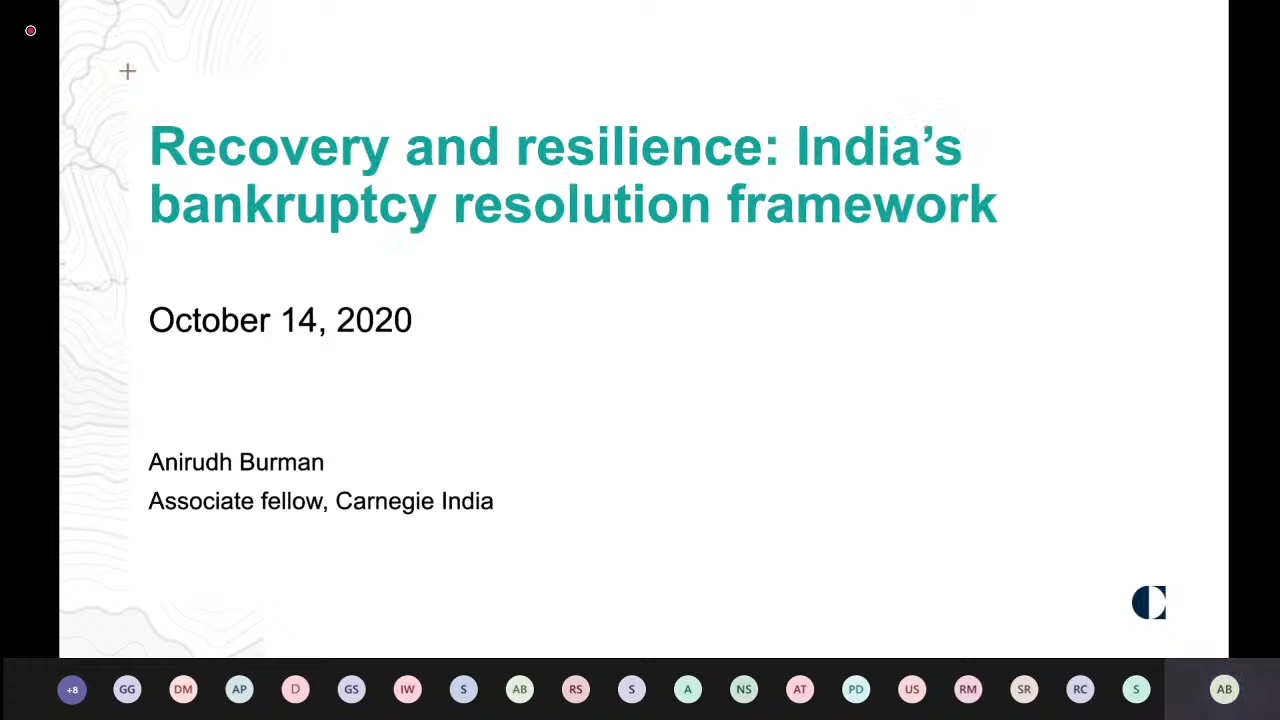 Recovery and resilience: India’s
bankruptcy resolution framework
October 14, 2020
Anirudh Burman
Associate fellow, Carnegie India
+8 GG DM AP D GS IW S AB RS S A NS AT PD US RM SR RC S AB